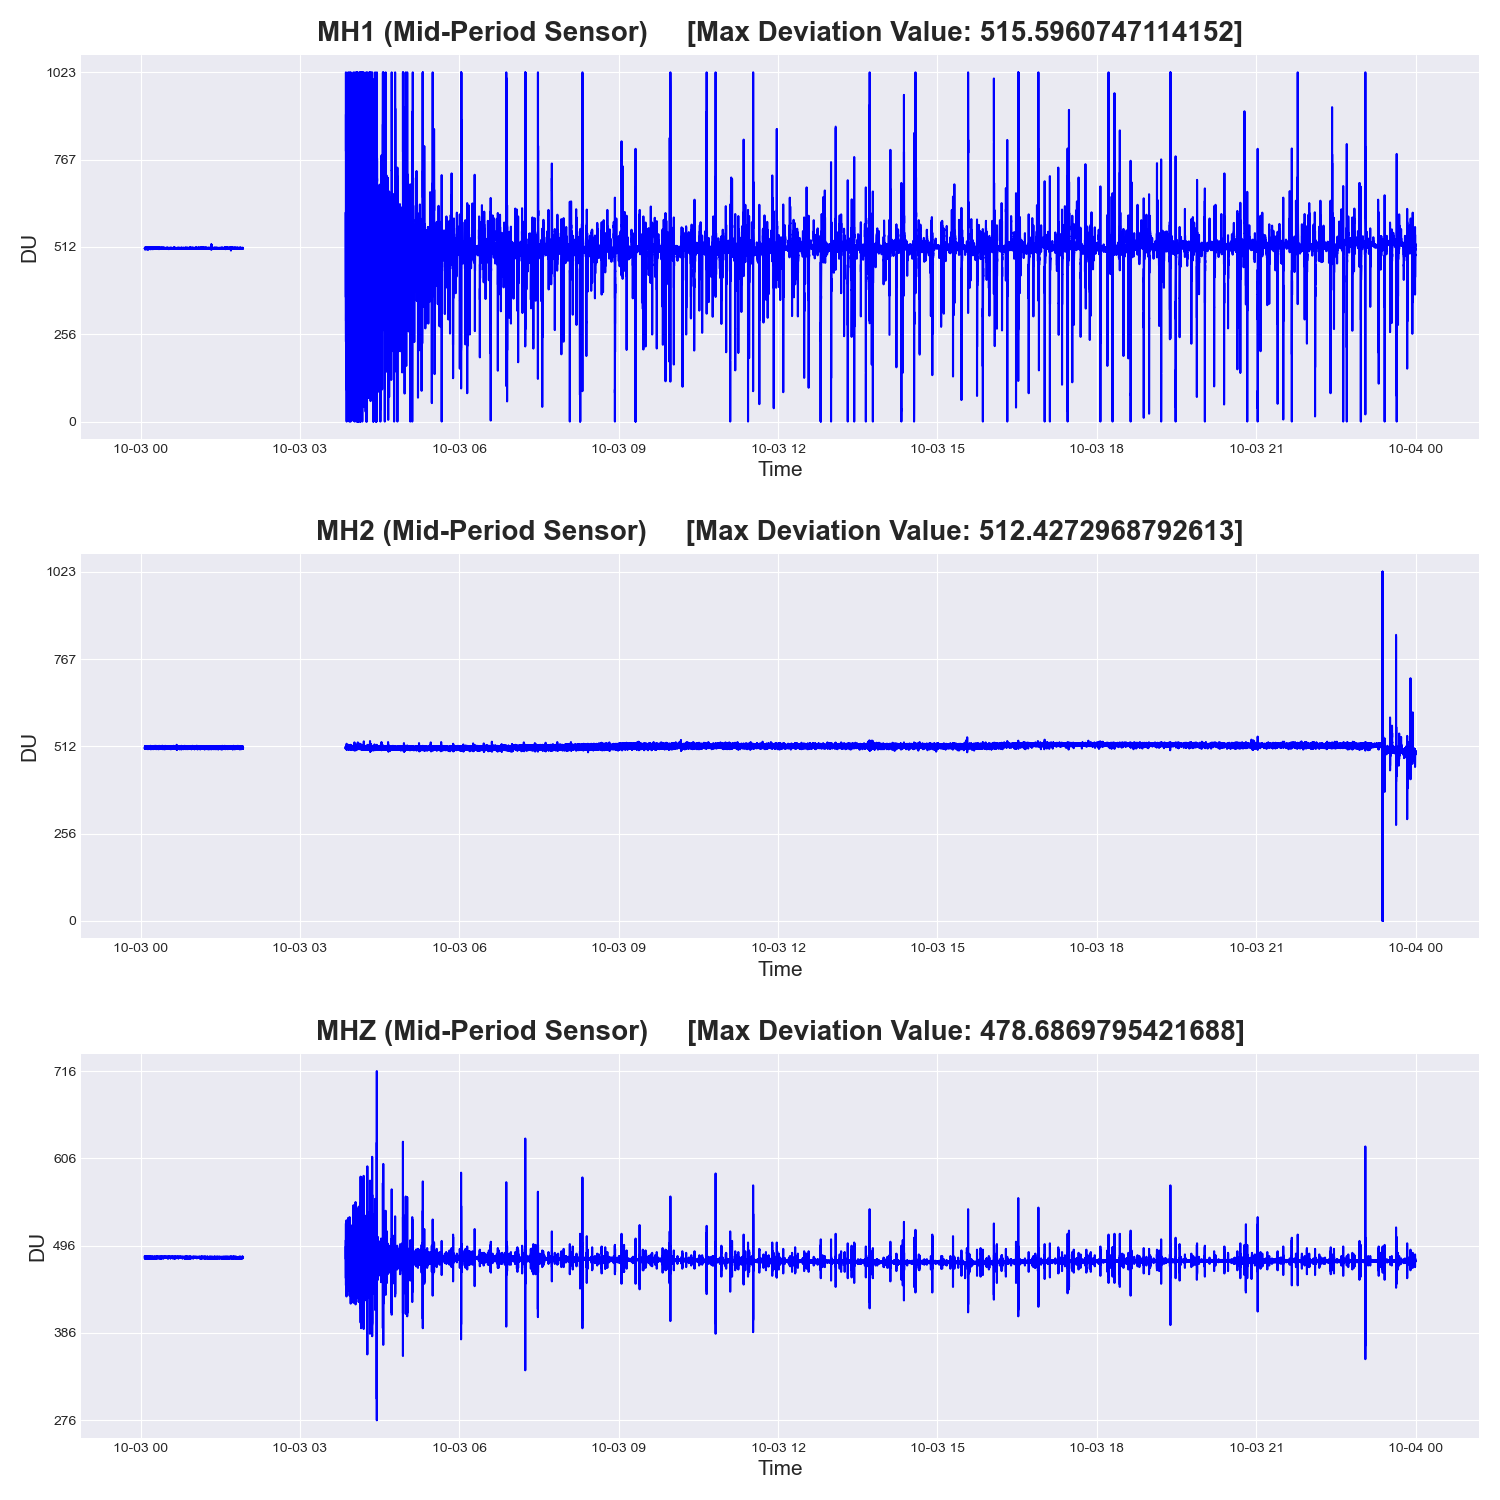 MH1 (Mid-Period Sensor) [Max Deviation Value: 515.5960747114152]
1023
767
512
256
0
DU
10-03 00 10-03 03 10-03 06 10-03 09 10-03 12 10-03 15 10-03 18 10-03 21 10-04 00
Time
MH2 (Mid-Period Sensor) [Max Deviation Value: 512.4272968792613]
1023
767
512
256
0
DU
10-03 00 10-03 03 10-03 06 10-03 09 10-03 12 10-03 15 10-03 18 10-03 21 10-04 00
Time
MHZ (Mid-Period Sensor) [Max Deviation Value: 478.6869795421688]
716
606
496
386
276
DU
10-03 00 10-03 03 10-03 06 10-03 09 10-03 12 10-03 15 10-03 18 10-03 21 10-04 00
Time